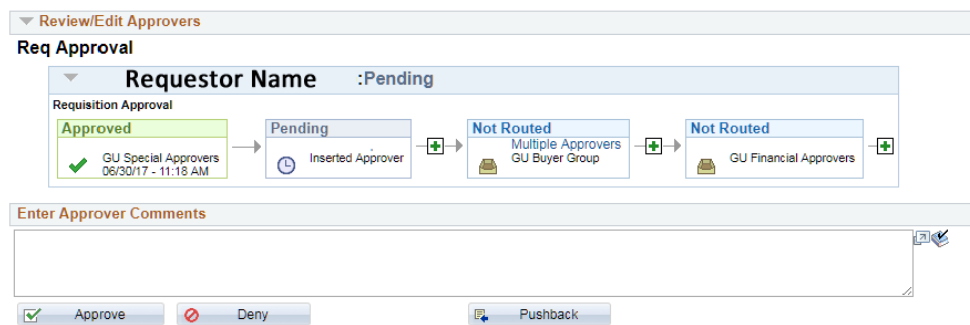 Review/Edit Approvers
Req Approval
Requestor Name :Pending
Requisition Approval
Approved
GU Special Approvers
06/30/17 - 11:18 AM
Pending
Inserted Approver
Not Routed
Multiple Approvers
GU Buyer Group
Not Routed
GU Financial Approvers
Enter Approver Comments
Approve
Deny
Pushback